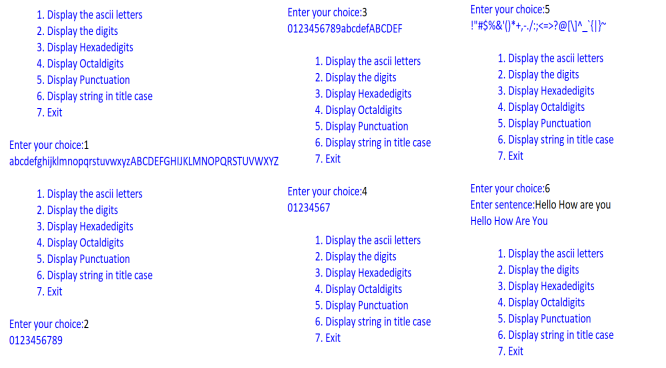 1. Display the ascii letters
2. Display the digits
3. Display Hexadedigits
4. Display Octaldigits
5. Display Punctuation
6. Display string in title case
7. Exit
Enter your choice:1
abcdefghijklmnopqrstuvwxyzABCDEFGHIJKLMNOPQRSTUVWXYZ
1. Display the ascii letters
2. Display the digits
3. Display Hexadedigits
4. Display Octaldigits
5. Display Punctuation
6. Display string in title case
7. Exit
Enter your choice:2
0123456789
Enter your choice:3
0123456789abcdefABCDEF
1. Display the ascii letters
2. Display the digits
3. Display Hexadedigits
4. Display Octaldigits
5. Display Punctuation
6. Display string in title case
7. Exit
Enter your choice:4
01234567
1. Display the ascii letters
2. Display the digits
3. Display Hexadedigits
4. Display Octaldigits
5. Display Punctuation
6. Display string in title case
7. Exit
Enter your choice:5
!"#$%&'()*+,-./:;<=>?@[\]^_`{|}~
1. Display the ascii letters
2. Display the digits
3. Display Hexadedigits
4. Display Octaldigits
5. Display Punctuation
6. Display string in title case
7. Exit
Enter your choice:6
Enter sentence:Hello How are you
Hello How Are You
1. Display the ascii letters
2. Display the digits
3. Display Hexadedigits
4. Display Octaldigits
5. Display Punctuation
6. Display string in title case
7. Exit